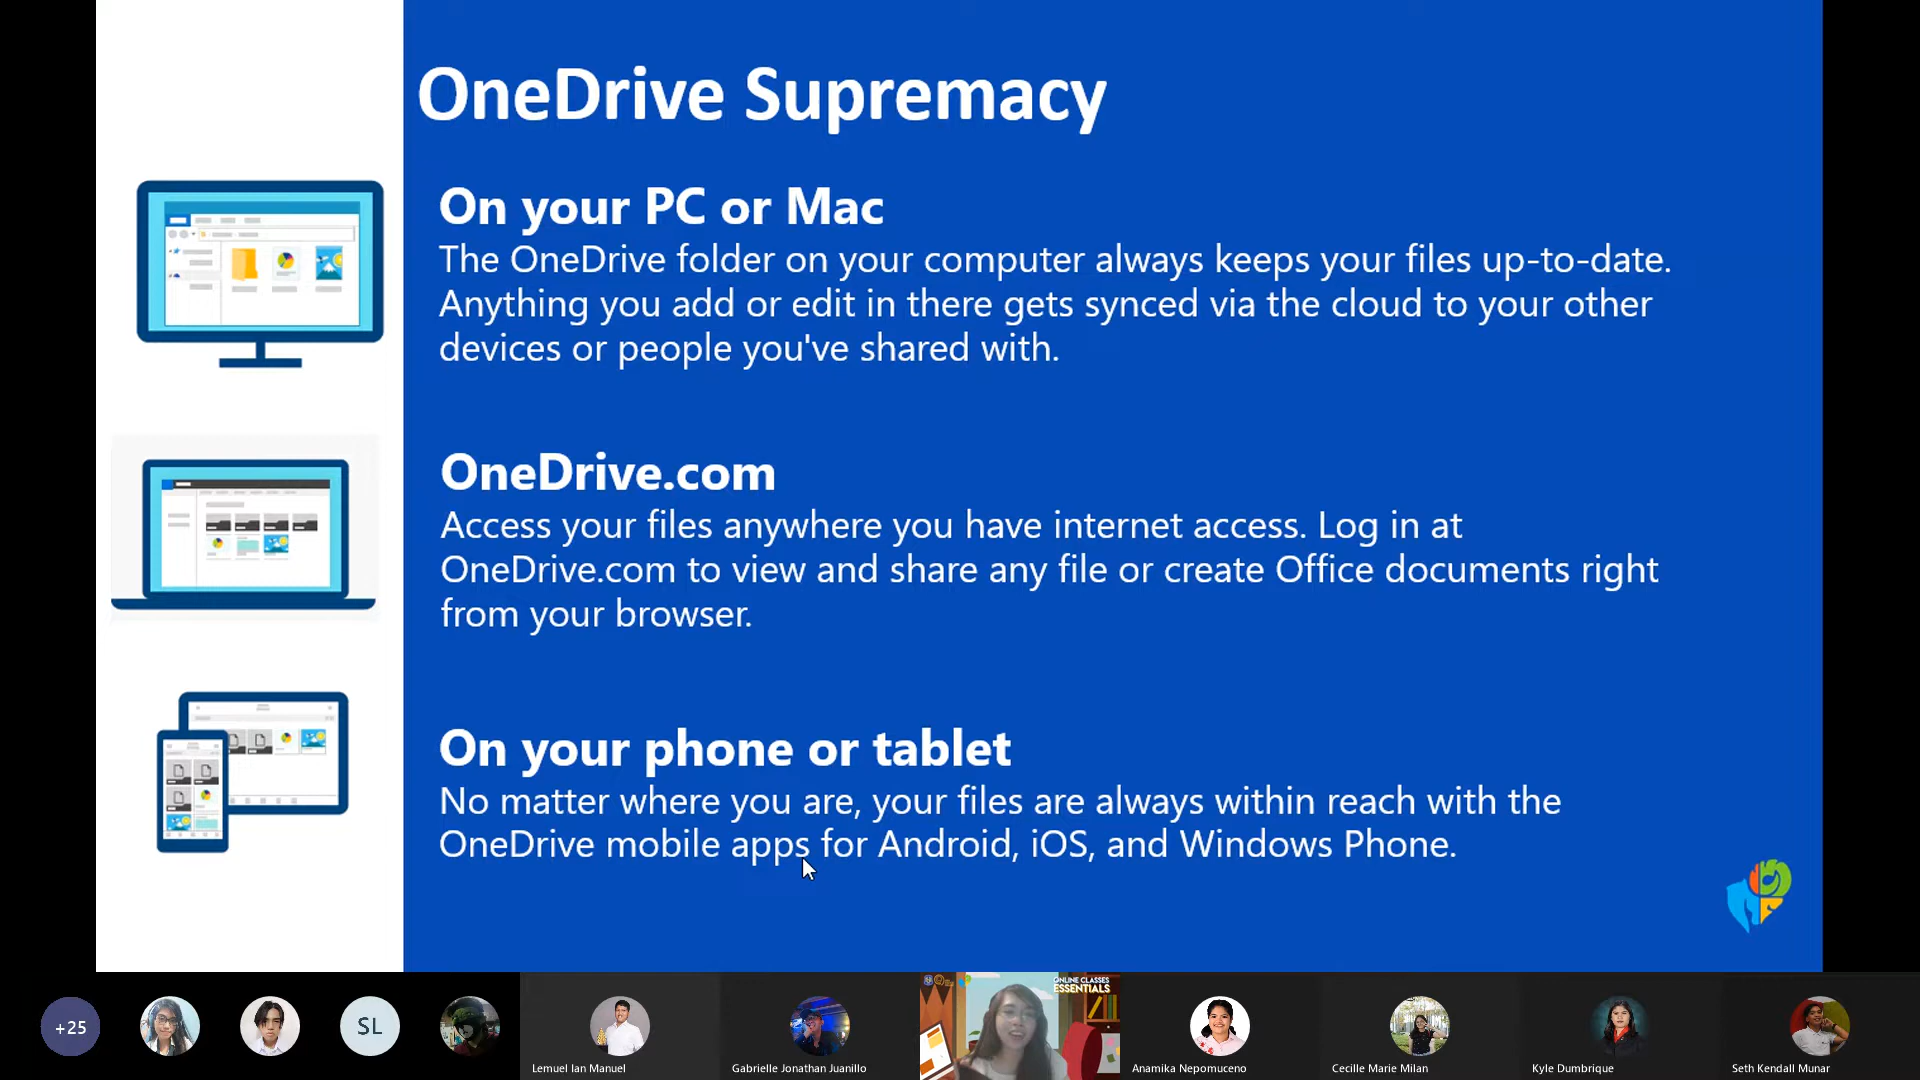 OneDrive Supremacy
On your PC or Mac
The OneDrive folder on your computer always keeps your files up-to-date.
Anything you add or edit in there gets synced via the cloud to your other
devices or people you've shared with.
OneDrive.com
Access your files anywhere you have internet access. Log in at
OneDrive.com to view and share any file or create Office documents right
from your browser.
On your phone or tablet
No matter where you are, your files are always within reach with the
OneDrive mobile apps for Android, iOS, and Windows Phone.
+25
SL
Lemuel Ian Manuel
Gabrielle Jonathan Juanillo
ONLINE CLASSES
ESSENTIALS
Anamika Nepomuceno
Cecille Marie Milan
Kyle Dumbrique
Seth Kendall Munar